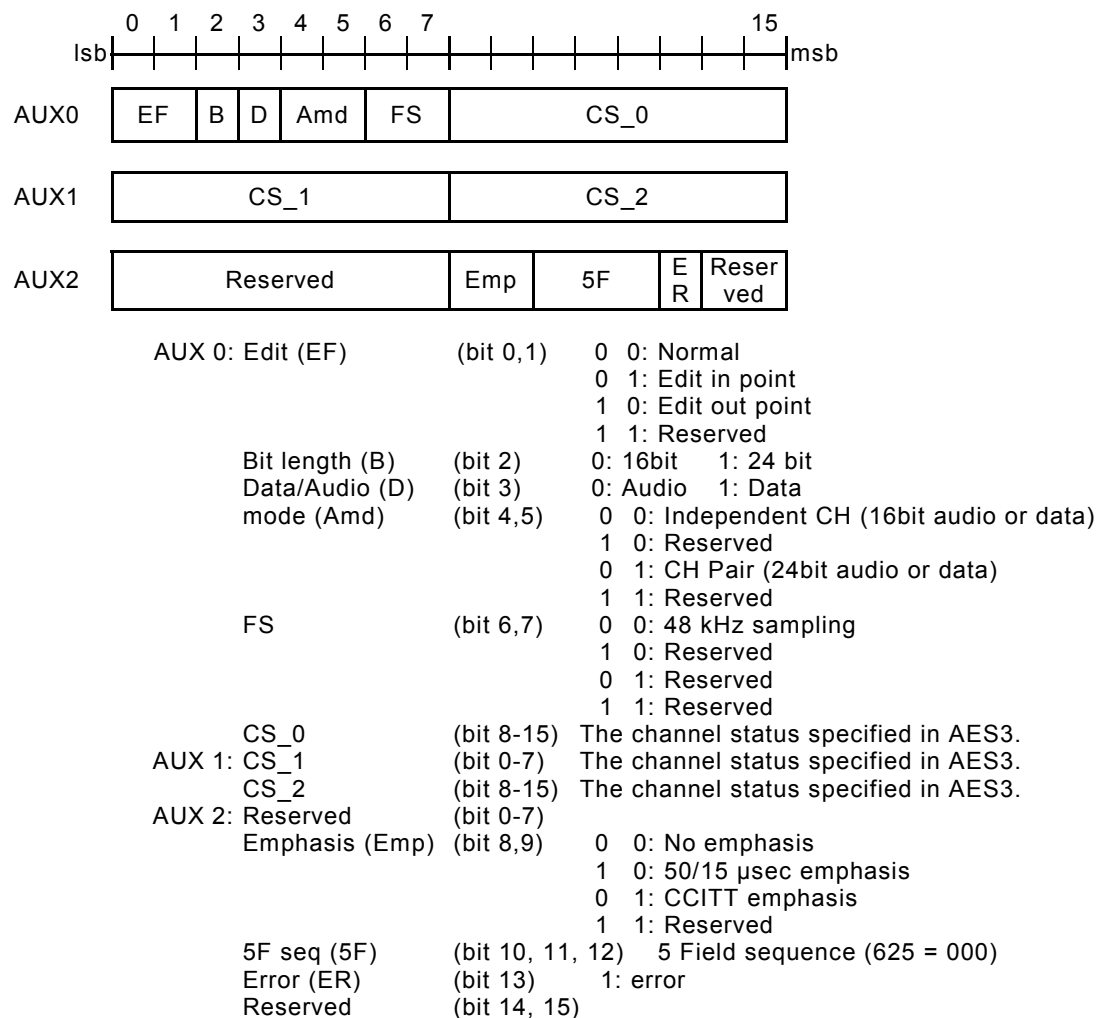 0 1 2 3 4 5 6 7 15
lsb msb
AUX0 EF B D Amd FS CS_0
AUX1 CS_1 CS_2
AUX2 Reserved Emp 5F E R Reser ved
AUX 0: Edit (EF) (bit 0,1) 0 0: Normal
0 1: Edit in point
1 0: Edit out point
1 1: Reserved
Bit length (B) (bit 2) 0: 16bit 1: 24 bit
Data/Audio (D) (bit 3) 0: Audio 1: Data
mode (Amd) (bit 4,5) 0 0: Independent CH (16bit audio or data)
1 0: Reserved
0 1: CH Pair (24bit audio or data)
1 1: Reserved
FS (bit 6,7) 0 0: 48 kHz sampling
1 0: Reserved
0 1: Reserved
1 1: Reserved
CS_0 (bit 8-15) The channel status specified in AES3.
AUX 1: CS_1 (bit 0-7) The channel status specified in AES3.
CS_2 (bit 8-15) The channel status specified in AES3.
AUX 2: Reserved (bit 0-7)
Emphasis (Emp) (bit 8,9) 0 0: No emphasis
1 0: 50/15 µsec emphasis
0 1: CCITT emphasis
1 1: Reserved
5F seq (5F) (bit 10, 11, 12) 5 Field sequence (625 = 000)
Error (ER) (bit 13) 1: error
Reserved (bit 14, 15)